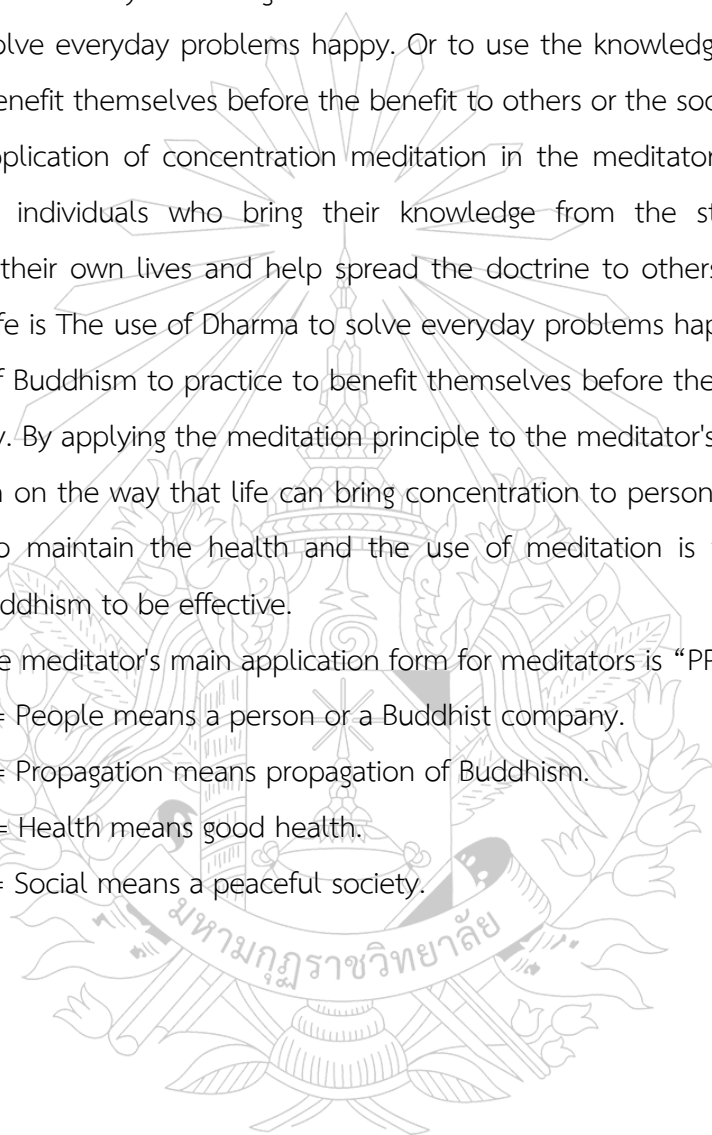 olve everyday problems happy. Or to use the knowledg
enefit themselves before the benefit to others or the soc
pplication of concentration meditation in the meditator
individuals who bring their knowledge from the st
their own lives and help spread the doctrine to others
fe is The use of Dharma to solve everyday problems hap
f Buddhism to practice to benefit themselves before the
y. By applying the meditation principle to the meditator's
n on the way that life can bring concentration to person
o maintain the health and the use of meditation is
uddhism to be effective.
e meditator's main application form for meditators is “PP
= People means a person or a Buddhist company.
= Propagation means propagation of Buddhism.
= Health means good health.
= Social means a peaceful society.
มหามกุฏราชวิทยาลัย